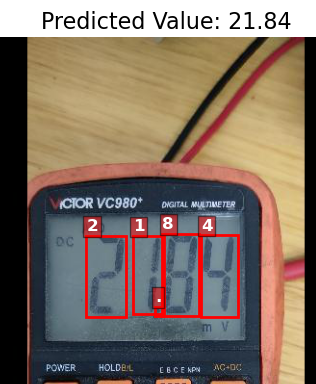 Predicted Value: 21.84
VICTOR VC980+ DIGITAL MULTIMETER
2 1 8 4
DC 21.84
.
m V
POWER HOLD B/L E B C E NPN AC+DC